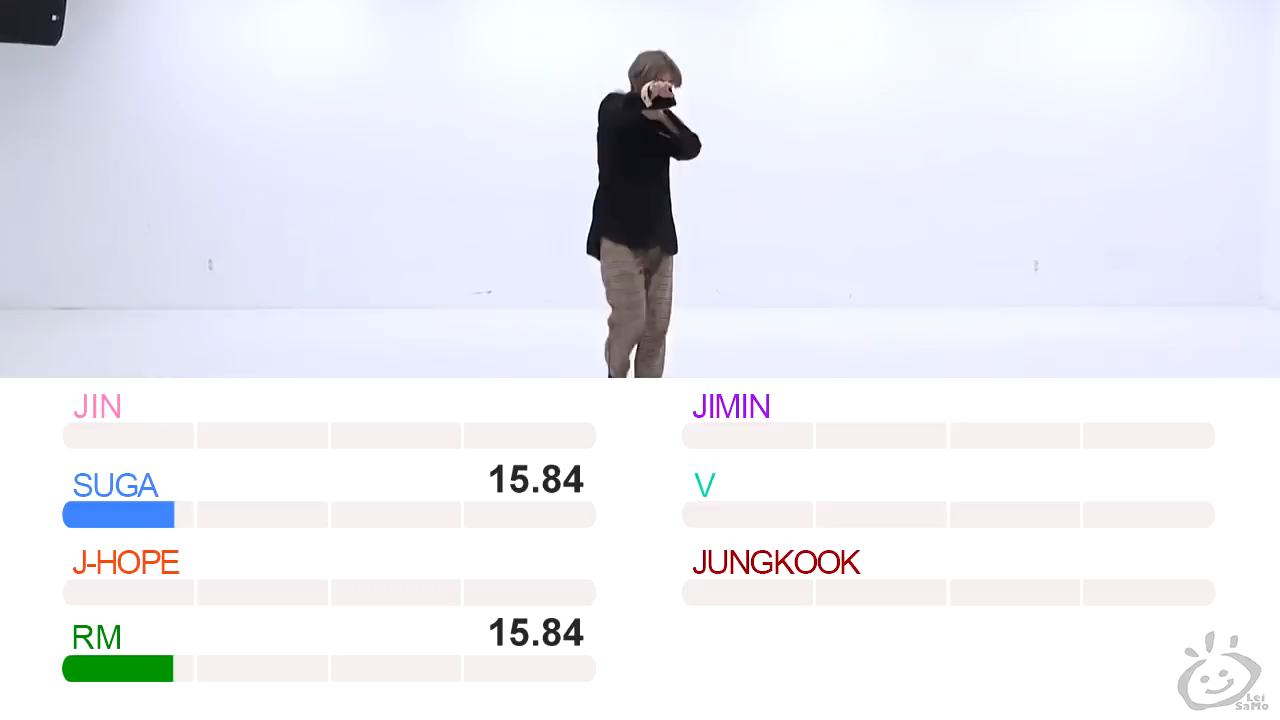 JIN
SUGA 15.84
J-HOPE
RM 15.84
JIMIN
V
JUNGKOOK
Lei
SaMo